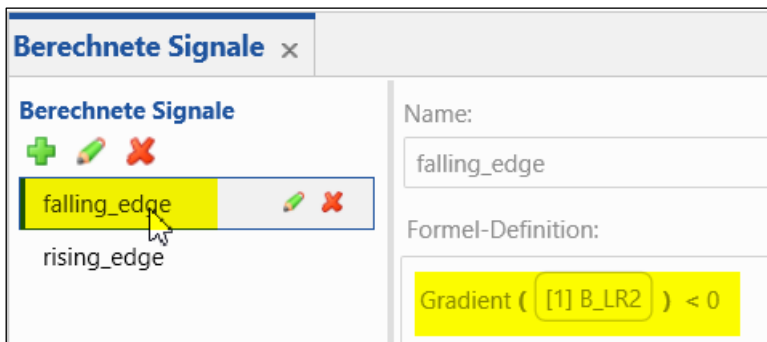 Berechnete Signale ×
Berechnete Signale
falling_edge
rising_edge
Name:
falling_edge
Formel-Definition:
Gradient ( [1] B_LR2 ) < 0